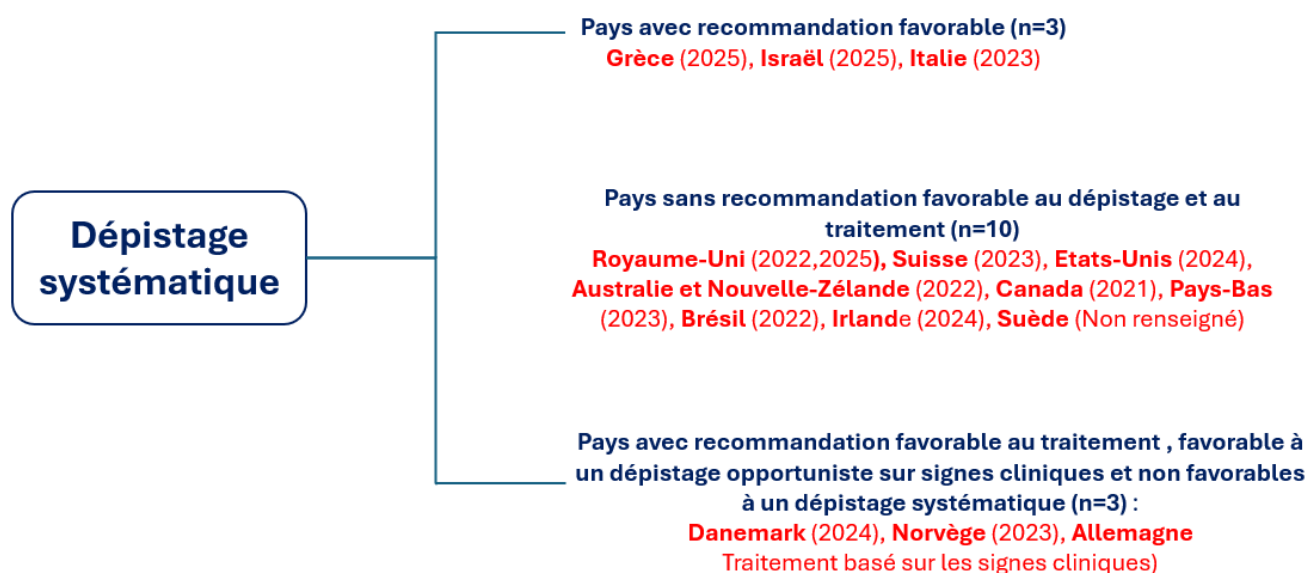 Pays avec recommandation favorable (n=3)
Grèce (2025), Israël (2025), Italie (2023)
Dépistage
systématique
Pays sans recommandation favorable au dépistage et au
traitement (n=10)
Royaume-Uni (2022,2025), Suisse (2023), Etats-Unis (2024),
Australie et Nouvelle-Zélande (2022), Canada (2021), Pays-Bas
(2023), Brésil (2022), Irlande (2024), Suède (Non renseigné)
Pays avec recommandation favorable au traitement , favorable à
un dépistage opportuniste sur signes cliniques et non favorables
à un dépistage systématique (n=3) :
Danemark (2024), Norvège (2023), Allemagne
Traitement basé sur les signes cliniques)